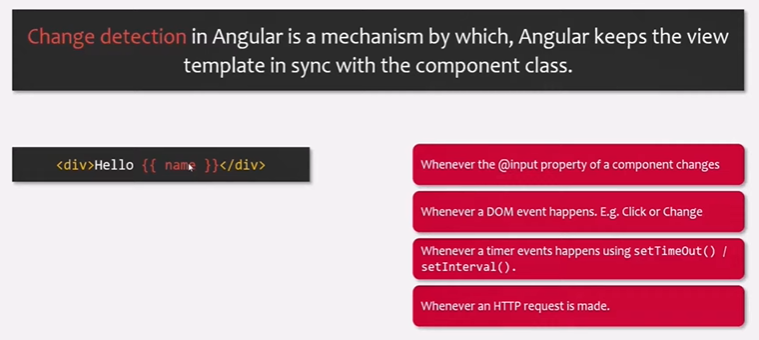 Change detection in Angular is a mechanism by which, Angular keeps the view
template in sync with the component class.
<div>Hello {{ name }}</div>
Whenever the @input property of a component changes
Whenever a DOM event happens. E.g. Click or Change
Whenever a timer events happens using setTimeOut() /
setInterval().
Whenever an HTTP request is made.